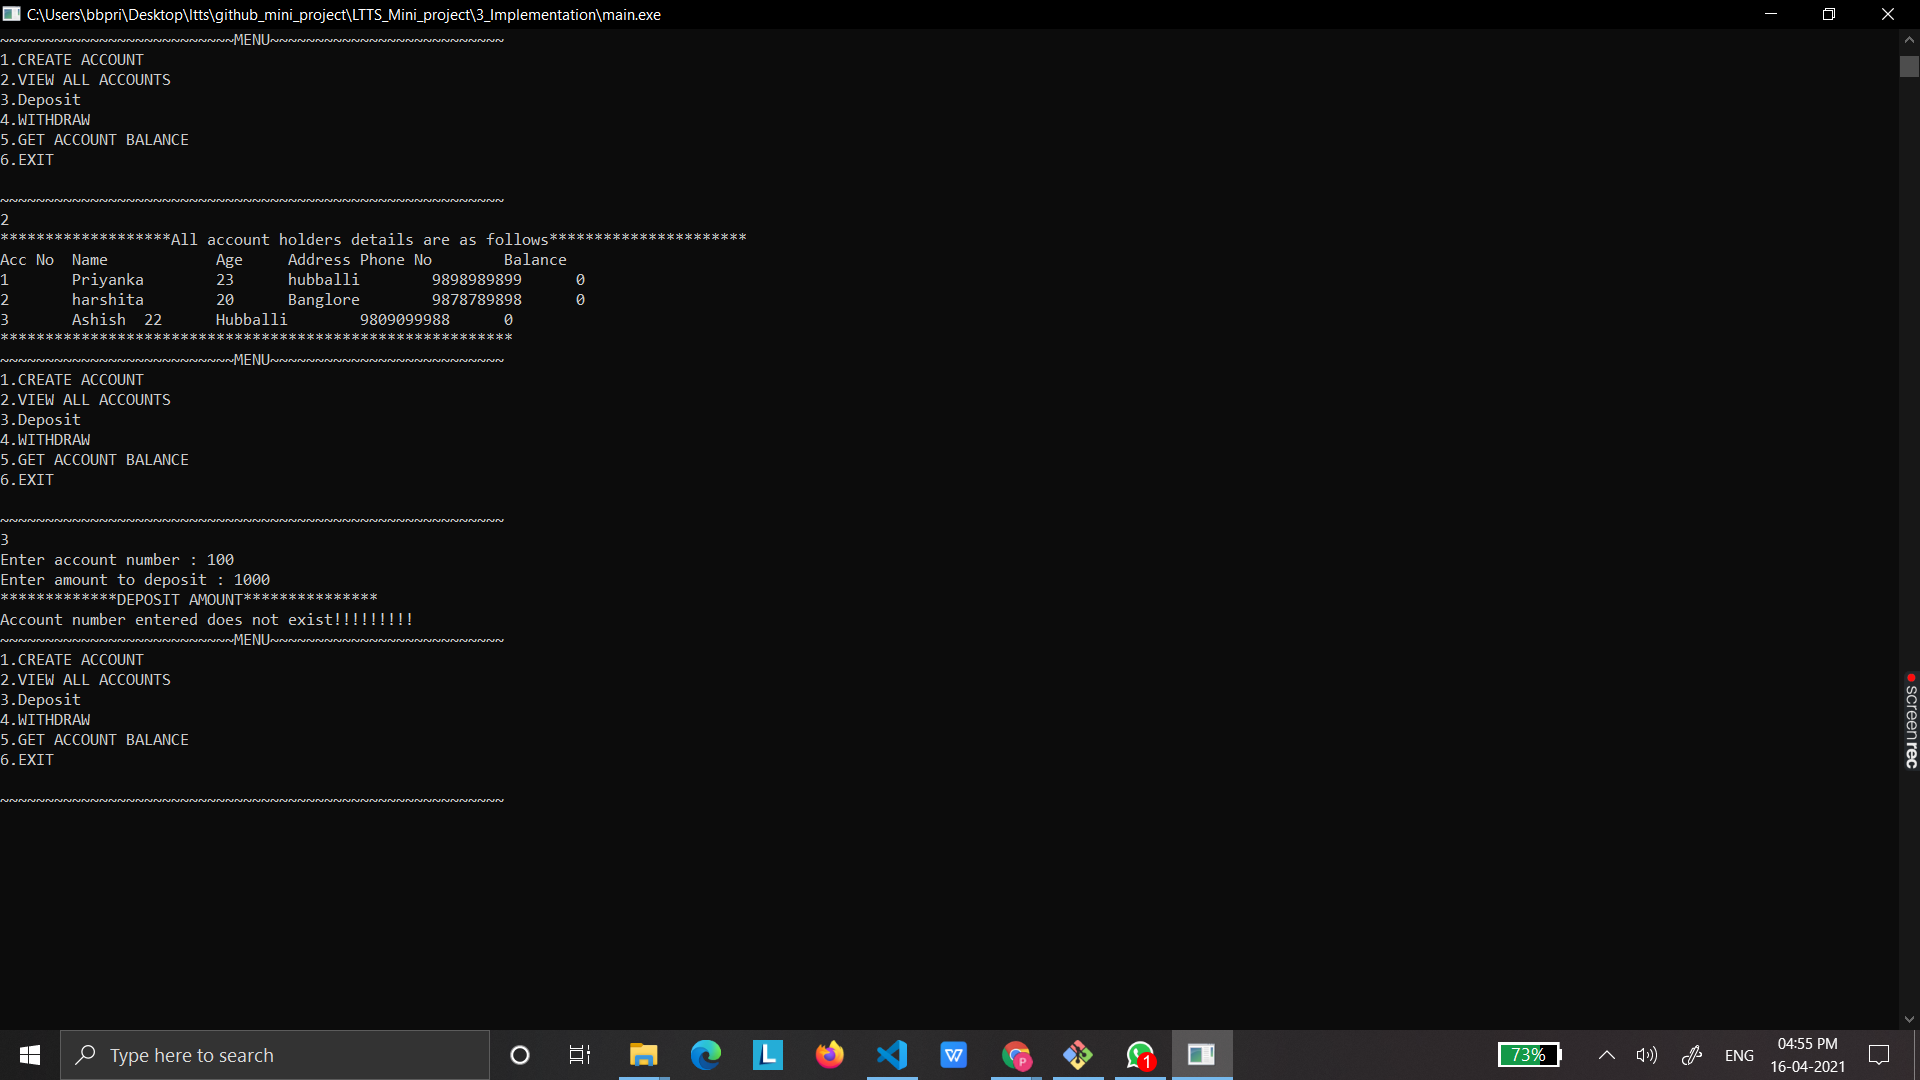 C:\Users\bbpri\Desktop\ltts\github_mini_project\LTTS_Mini_project\3_Implementation\main.exe
~~~~~~~~~~~~~~~~~~~~~~~~~~MENU~~~~~~~~~~~~~~~~~~~~~~~~~~
1.CREATE ACCOUNT
2.VIEW ALL ACCOUNTS
3.Deposit
4.WITHDRAW
5.GET ACCOUNT BALANCE
6.EXIT
~~~~~~~~~~~~~~~~~~~~~~~~~~~~~~~~~~~~~~~~~~~~~~~~~~~~~~~~
2
*******************All account holders details are as follows**********************
Acc No  Name            Age     Address Phone No        Balance
1       Priyanka        23      hubballi        9898989899      0
2       harshita        20      Banglore        9878789898      0
3       Ashish  22      Hubballi        9809099988      0
*********************************************************
~~~~~~~~~~~~~~~~~~~~~~~~~~MENU~~~~~~~~~~~~~~~~~~~~~~~~~~
1.CREATE ACCOUNT
2.VIEW ALL ACCOUNTS
3.Deposit
4.WITHDRAW
5.GET ACCOUNT BALANCE
6.EXIT
~~~~~~~~~~~~~~~~~~~~~~~~~~~~~~~~~~~~~~~~~~~~~~~~~~~~~~~~
3
Enter account number : 100
Enter amount to deposit : 1000
*************DEPOSIT AMOUNT***************
Account number entered does not exist!!!!!!!!!
~~~~~~~~~~~~~~~~~~~~~~~~~~MENU~~~~~~~~~~~~~~~~~~~~~~~~~~
1.CREATE ACCOUNT
2.VIEW ALL ACCOUNTS
3.Deposit
4.WITHDRAW
5.GET ACCOUNT BALANCE
6.EXIT
~~~~~~~~~~~~~~~~~~~~~~~~~~~~~~~~~~~~~~~~~~~~~~~~~~~~~~~~
screenrec
Type here to search
L
W
P
1
73%
ENG
04:55 PM
16-04-2021